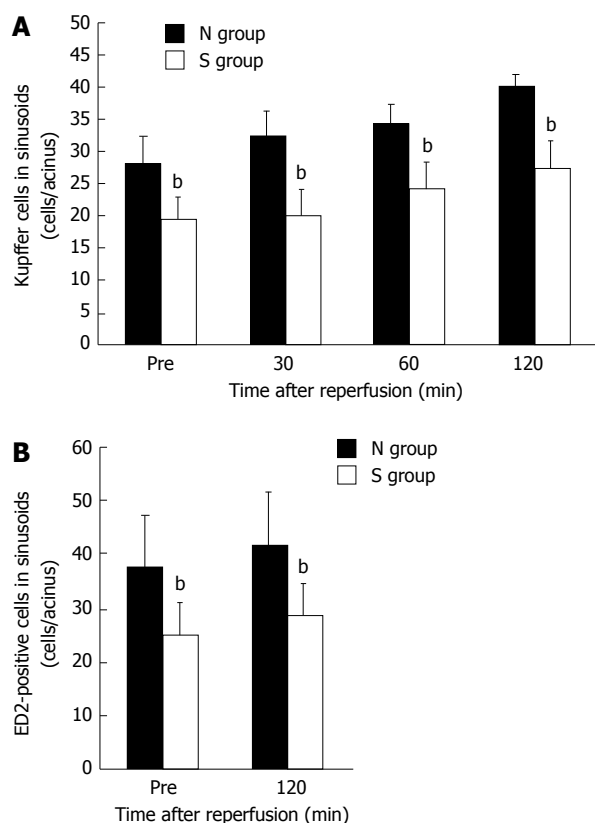 A
N group
S group
Kupffer cells in sinusoids
(cells/acinus)
50
45
40
35
30
25
20
15
10
5
0
b
b
b
b
Pre 30 60 120
Time after reperfusion (min)
B
N group
S group
ED2-positive cells in sinusoids
(cells/acinus)
60
50
40
30
20
10
0
b
b
Pre 120
Time after reperfusion (min)